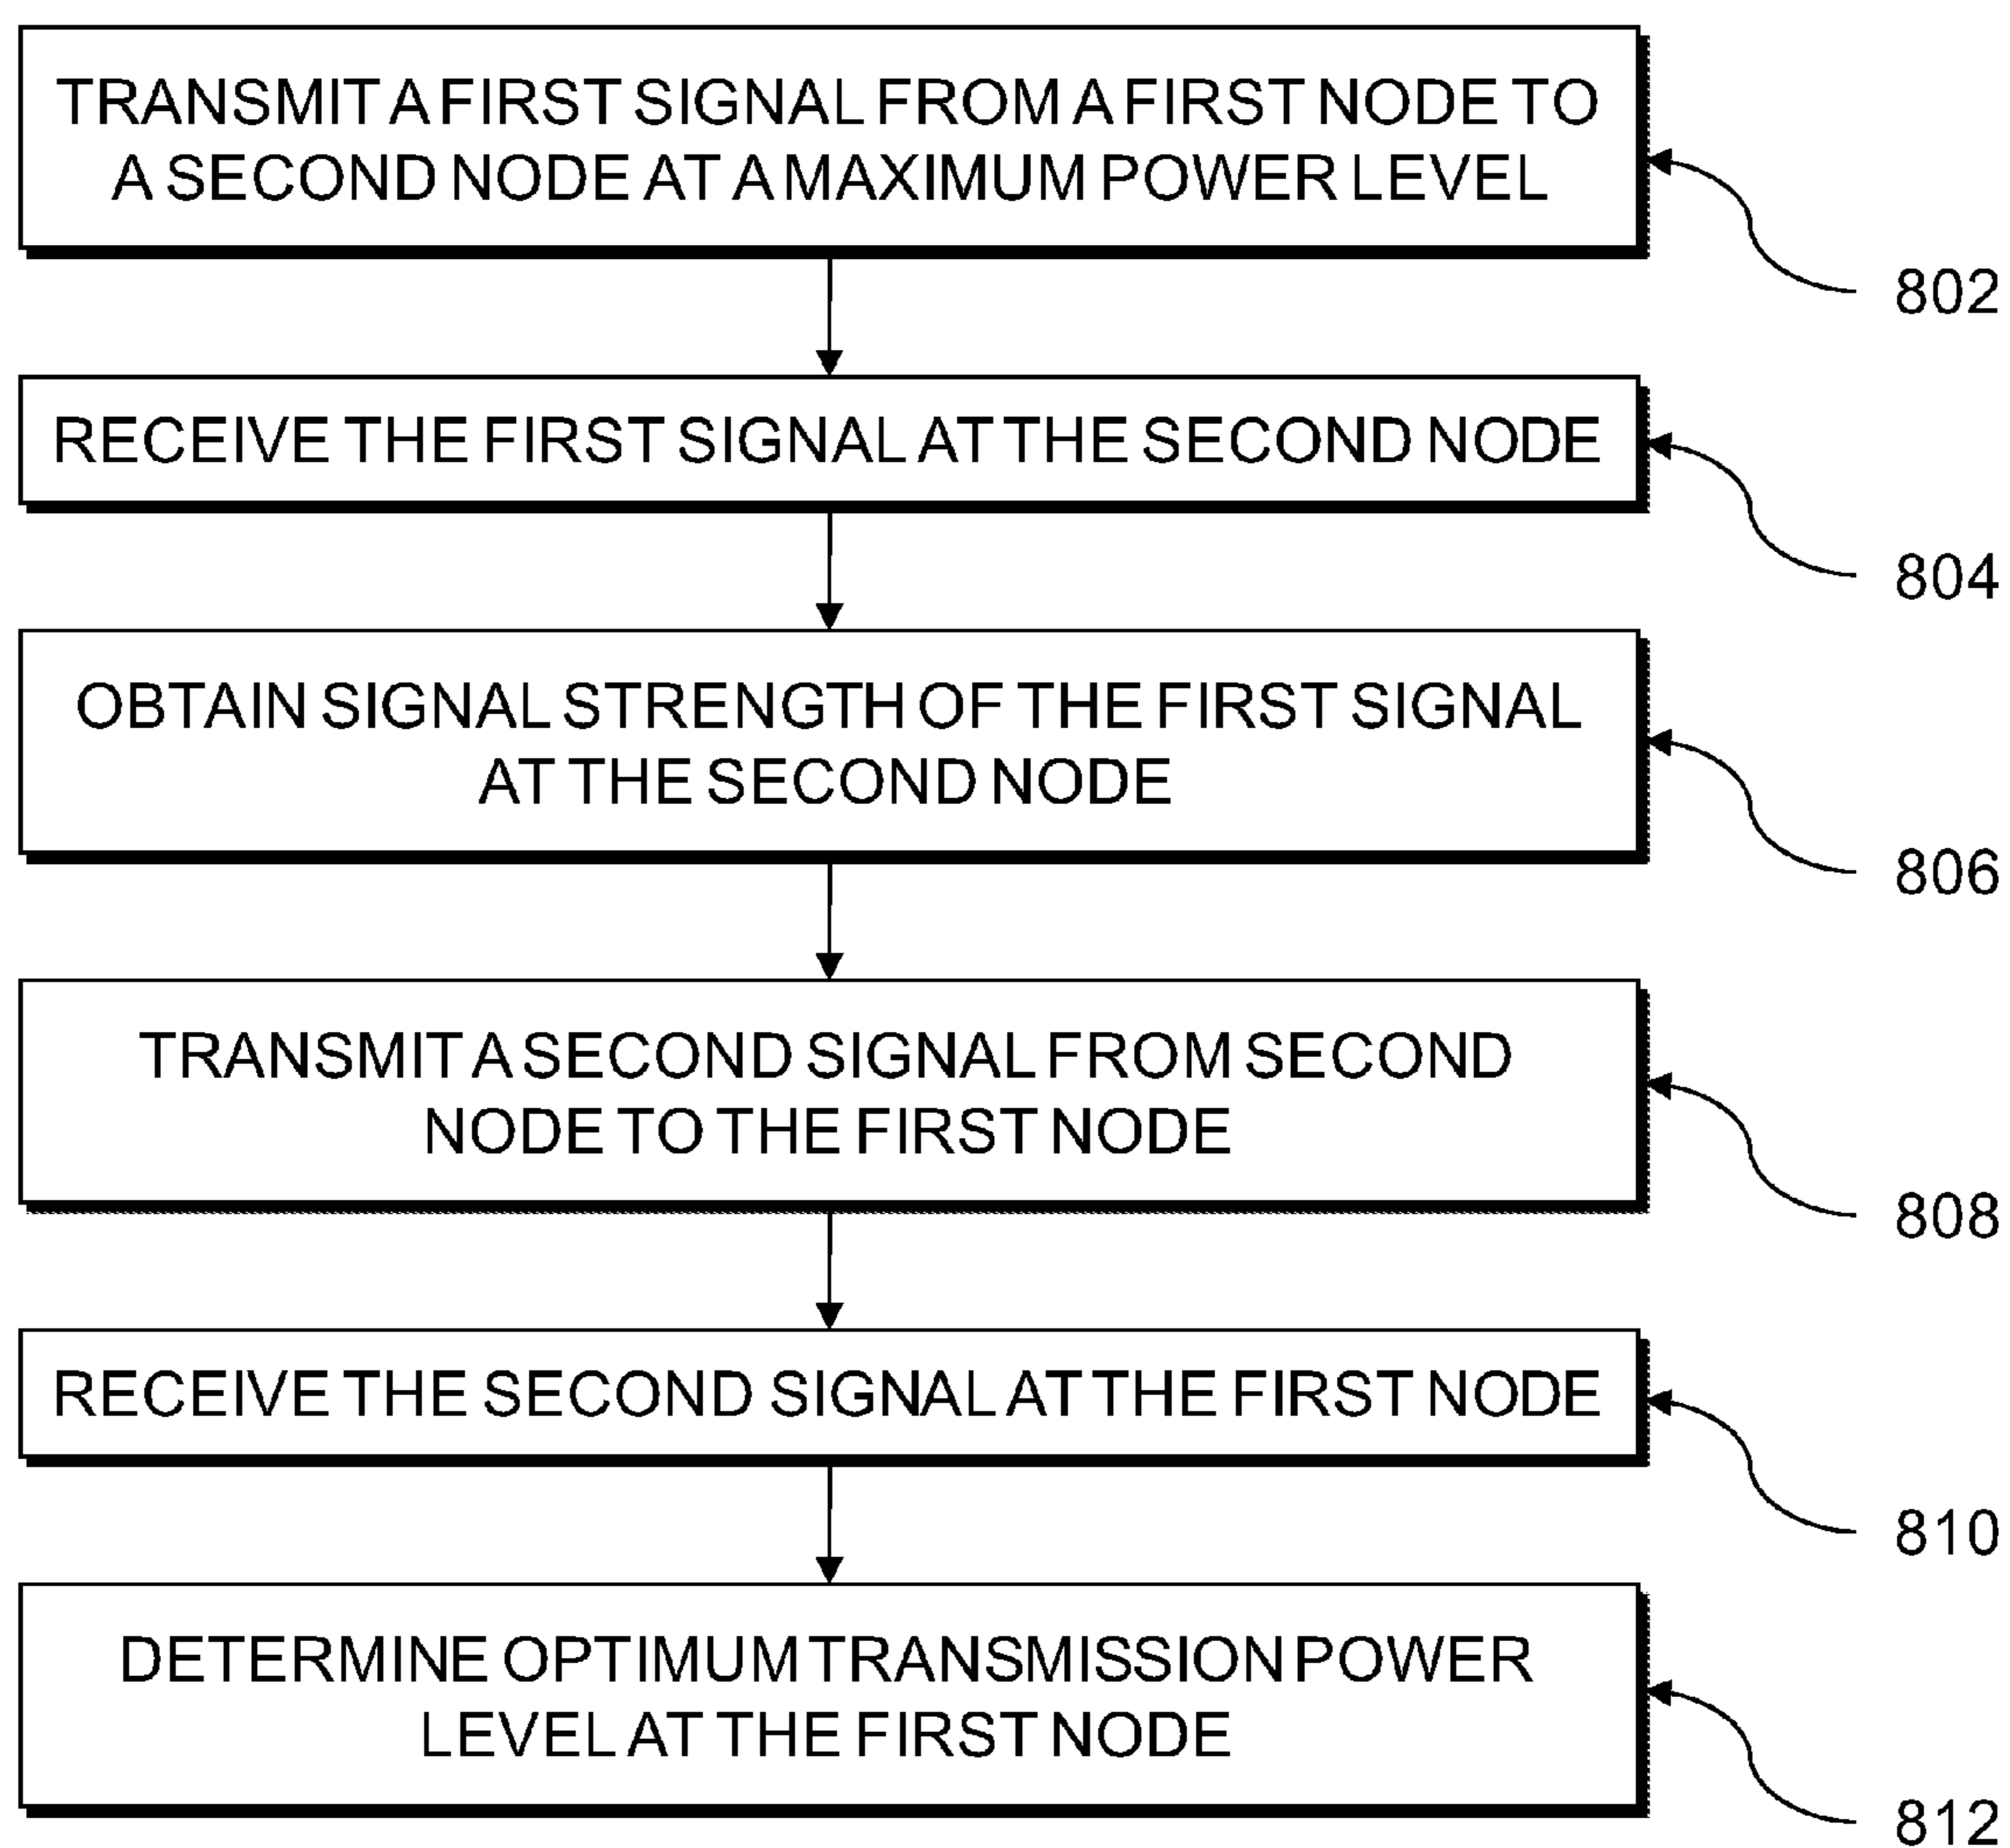 TRANSMIT A FIRST SIGNAL FROM A FIRST NODE TO
A SECOND NODE AT A MAXIMUM POWER LEVEL
802
RECEIVE THE FIRST SIGNAL AT THE SECOND NODE
804
OBTAIN SIGNAL STRENGTH OF THE FIRST SIGNAL
AT THE SECOND NODE
806
TRANSMIT A SECOND SIGNAL FROM SECOND
NODE TO THE FIRST NODE
808
RECEIVE THE SECOND SIGNAL AT THE FIRST NODE
810
DETERMINE OPTIMUM TRANSMISSION POWER
LEVEL AT THE FIRST NODE
812